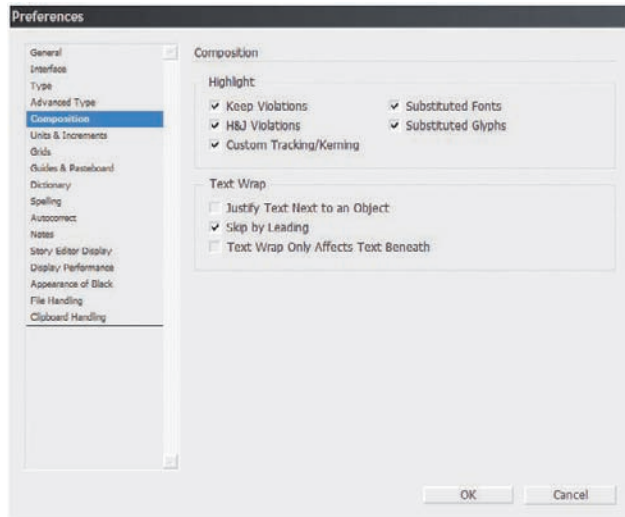 Preferences
General
Interface
Type
Advanced Type
Composition
Units & Increments
Grids
Guides & Pasteboard
Dictionary
Spelling
Autocorrect
Notes
Story Editor Display
Display Performance
Appearance of Black
File Handling
Clipboard Handling
Composition
Highlight
Keep Violations
Substituted Fonts
H&J Violations
Substituted Glyphs
Custom Tracking/Kerning
Text Wrap
Justify Text Next to an Object
Skip by Leading
Text Wrap Only Affects Text Beneath
OK
Cancel